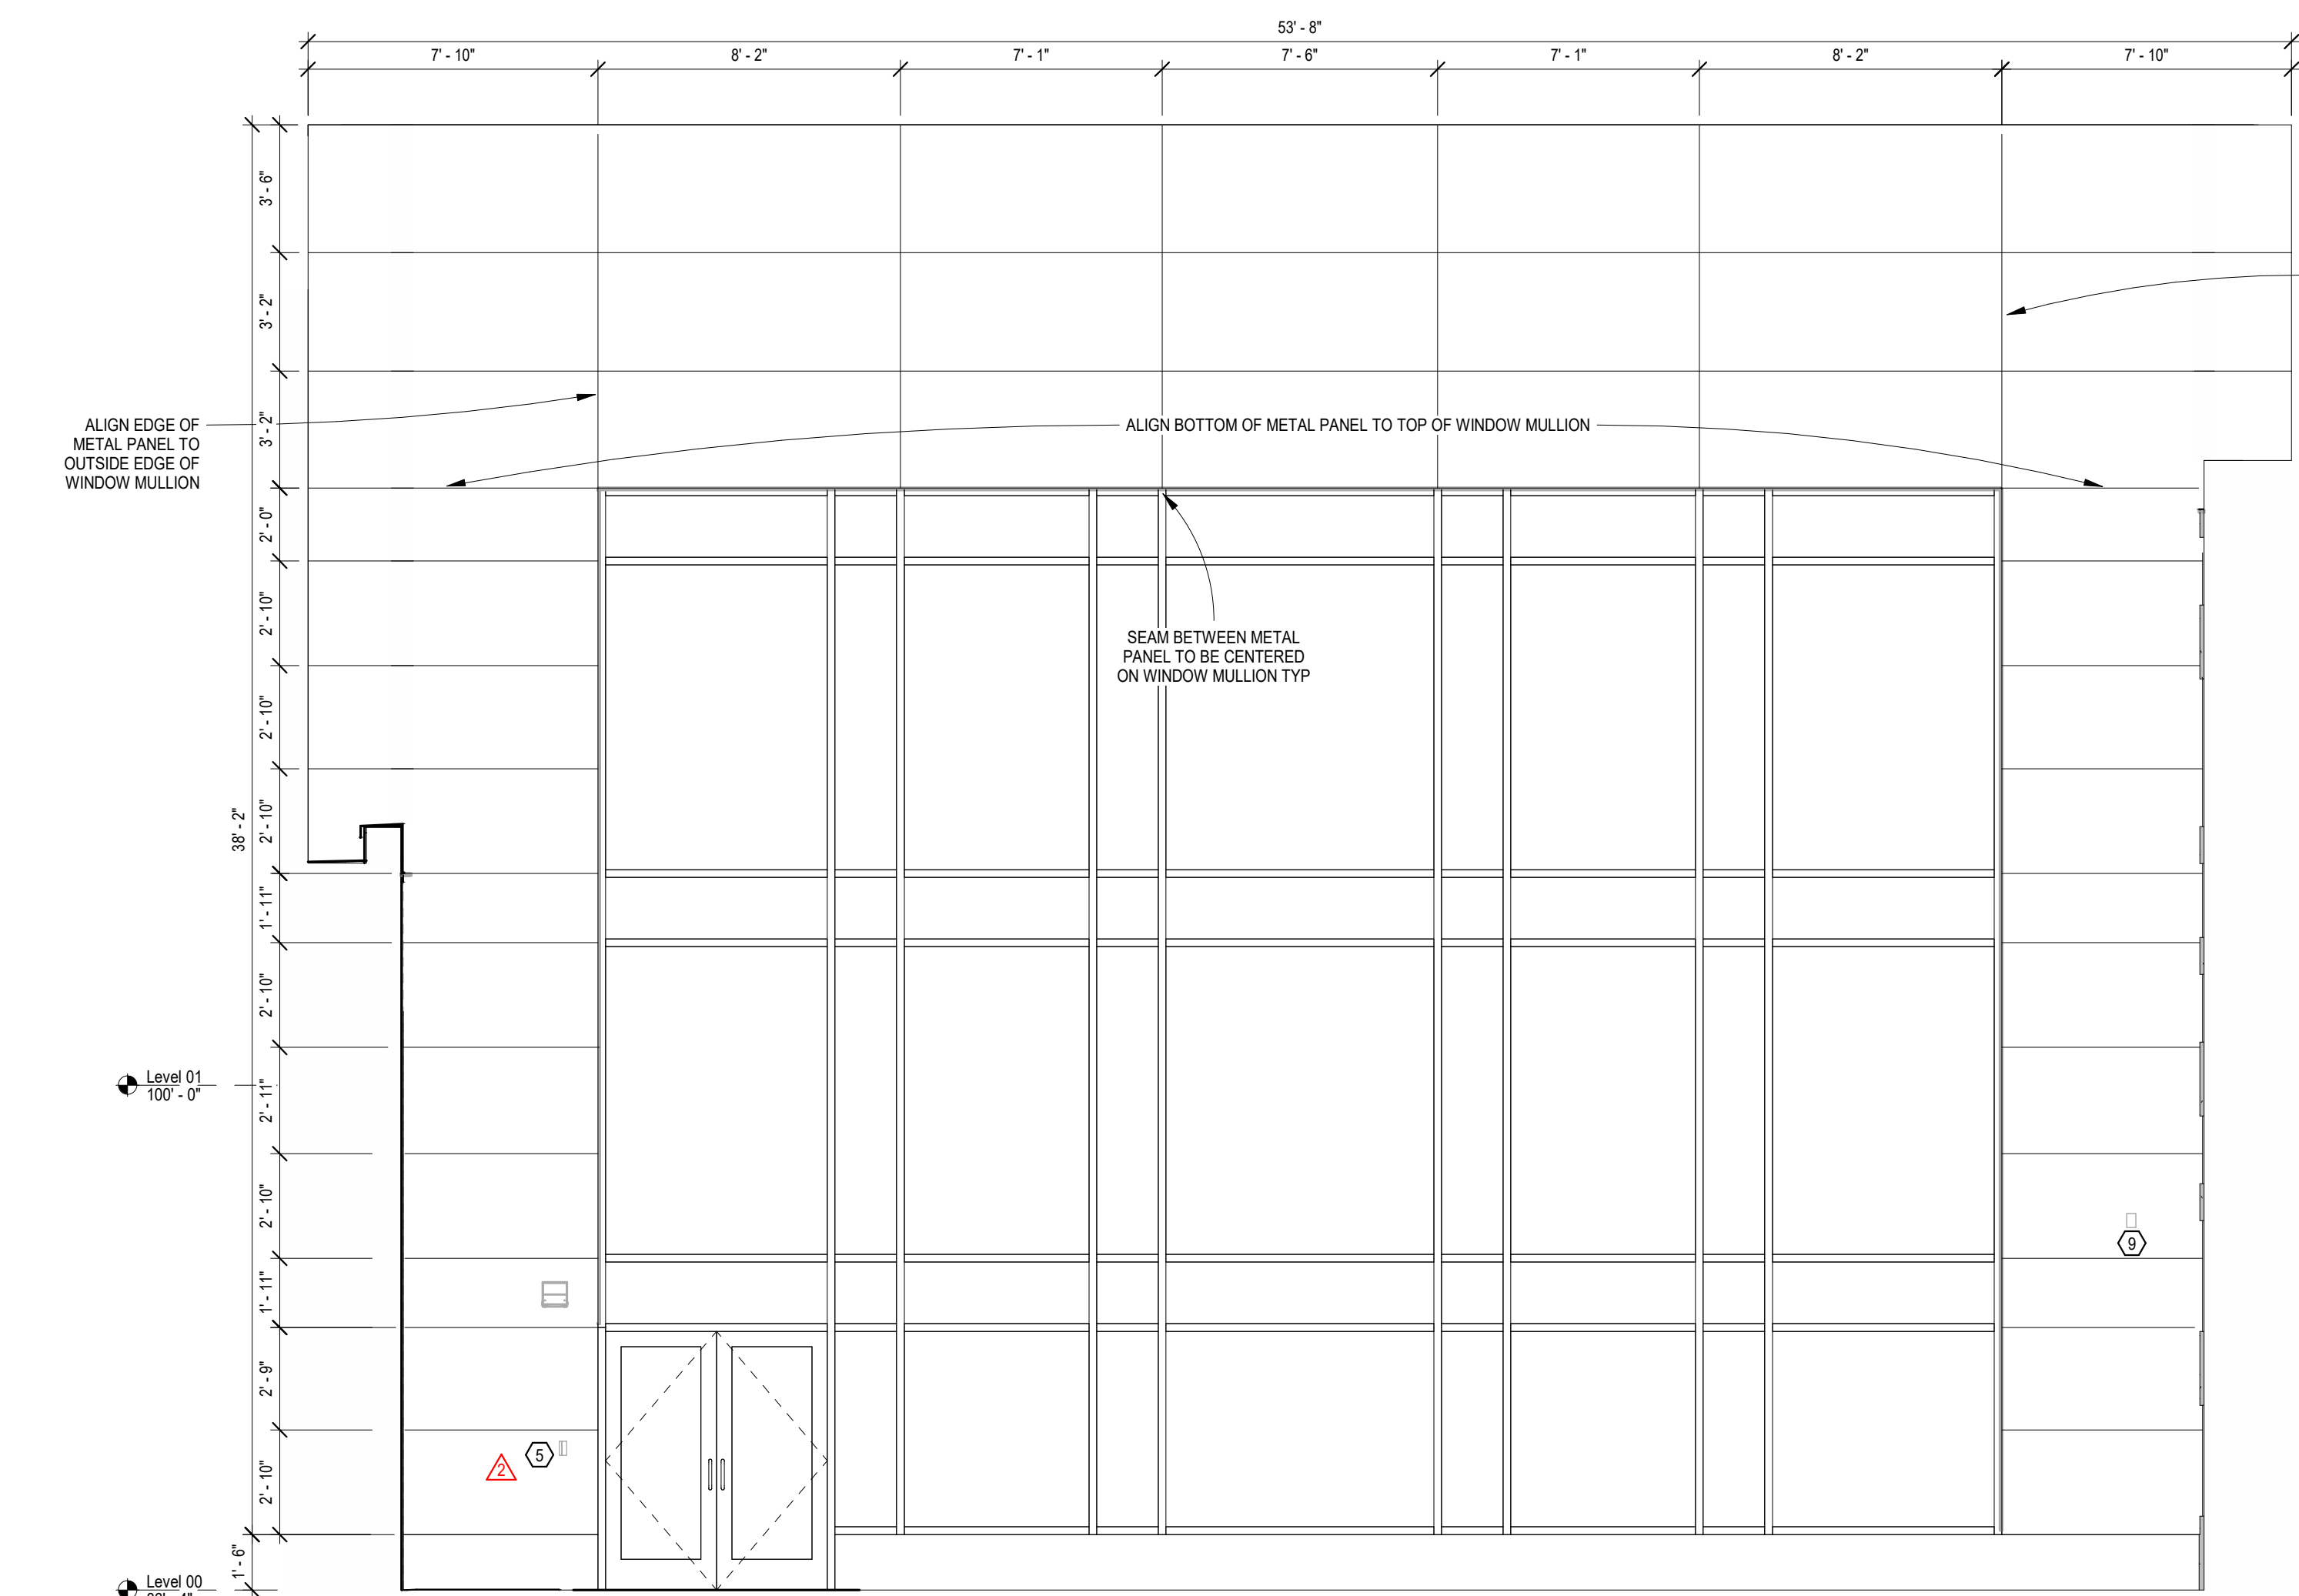 53' - 8"
7' - 10"
8' - 2"
7' - 1"
7' - 6"
7' - 1"
8' - 2"
7' - 10"
3' - 6"
3' - 2"
3' - 2"
ALIGN EDGE OF
METAL PANEL TO
OUTSIDE EDGE OF
WINDOW MULLION
ALIGN BOTTOM OF METAL PANEL TO TOP OF WINDOW MULLION
2' - 0"
2' - 10"
SEAM BETWEEN METAL
PANEL TO BE CENTERED
ON WINDOW MULLION TYP
2' - 10"
38' - 2"
2' - 10"
1' - 11"
2' - 10"
Level 01
100' - 0"
2' - 11"
2' - 10"
9
1' - 11"
2' - 9"
2
5
2' - 10"
1' - 6"
Level 00